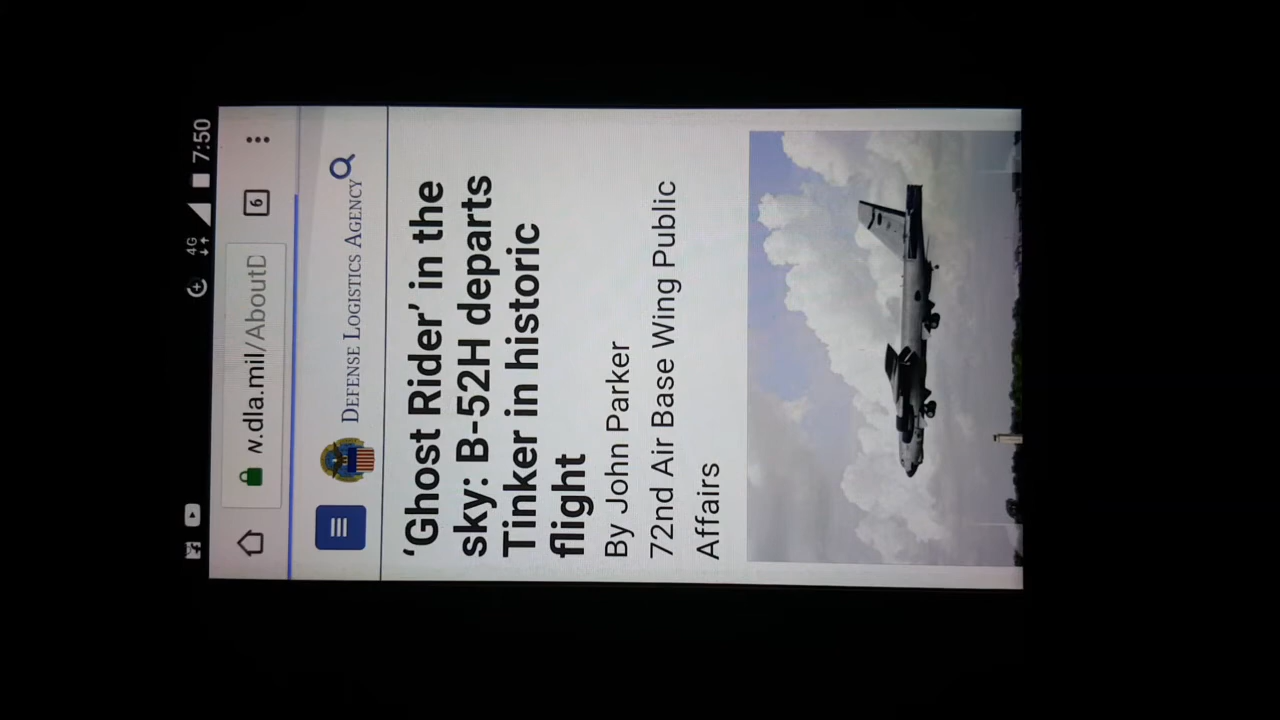 7:50
4G
w.dla.mil/AboutD
6
DEFENSE LOGISTICS AGENCY
‘Ghost Rider’ in the
sky: B-52H departs
Tinker in historic
flight
By John Parker
72nd Air Base Wing Public
Affairs